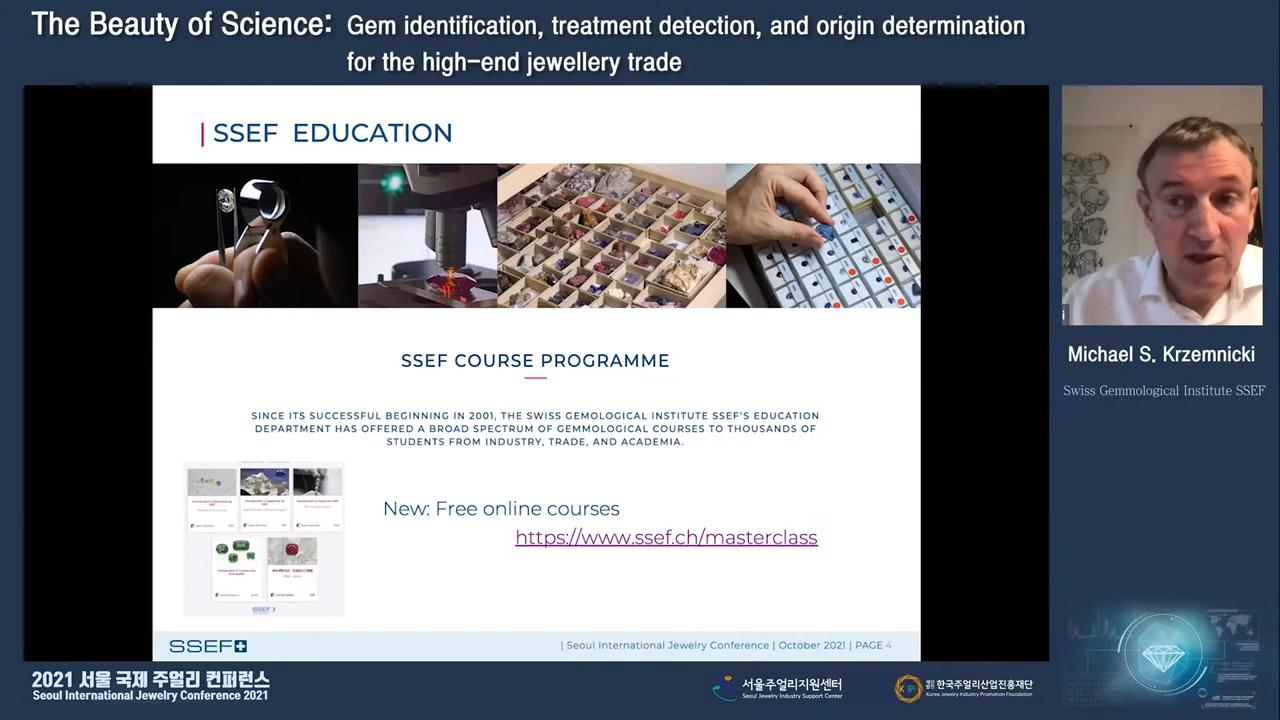 The Beauty of Science: Gem identification, treatment detection, and origin determination
for the high-end jewellery trade
| SSEF EDUCATION
SSEF COURSE PROGRAMME
SINCE ITS SUCCESSFUL BEGINNING IN 2001, THE SWISS GEMOLOGICAL INSTITUTE SSEF'S EDUCATION
DEPARTMENT HAS OFFERED A BROAD SPECTRUM OF GEMMOLOGICAL COURSES TO THOUSANDS OF
STUDENTS FROM INDUSTRY, TRADE, AND ACADEMIA.
New: Free online courses
https://www.ssef.ch/masterclass
SSEF
| Seoul International Jewelry Conference | October 2021 | PAGE 4
Michael S. Krzemnicki
Swiss Gemmological Institute SSEF
2021 서울 국제 주얼리 컨퍼런스
Seoul International Jewelry Conference 2021
서울주얼리지원센터
Seoul Jewelry Industry Support Center
한국주얼리산업진흥재단
Korea Jewelry Industry Promotion Foundation